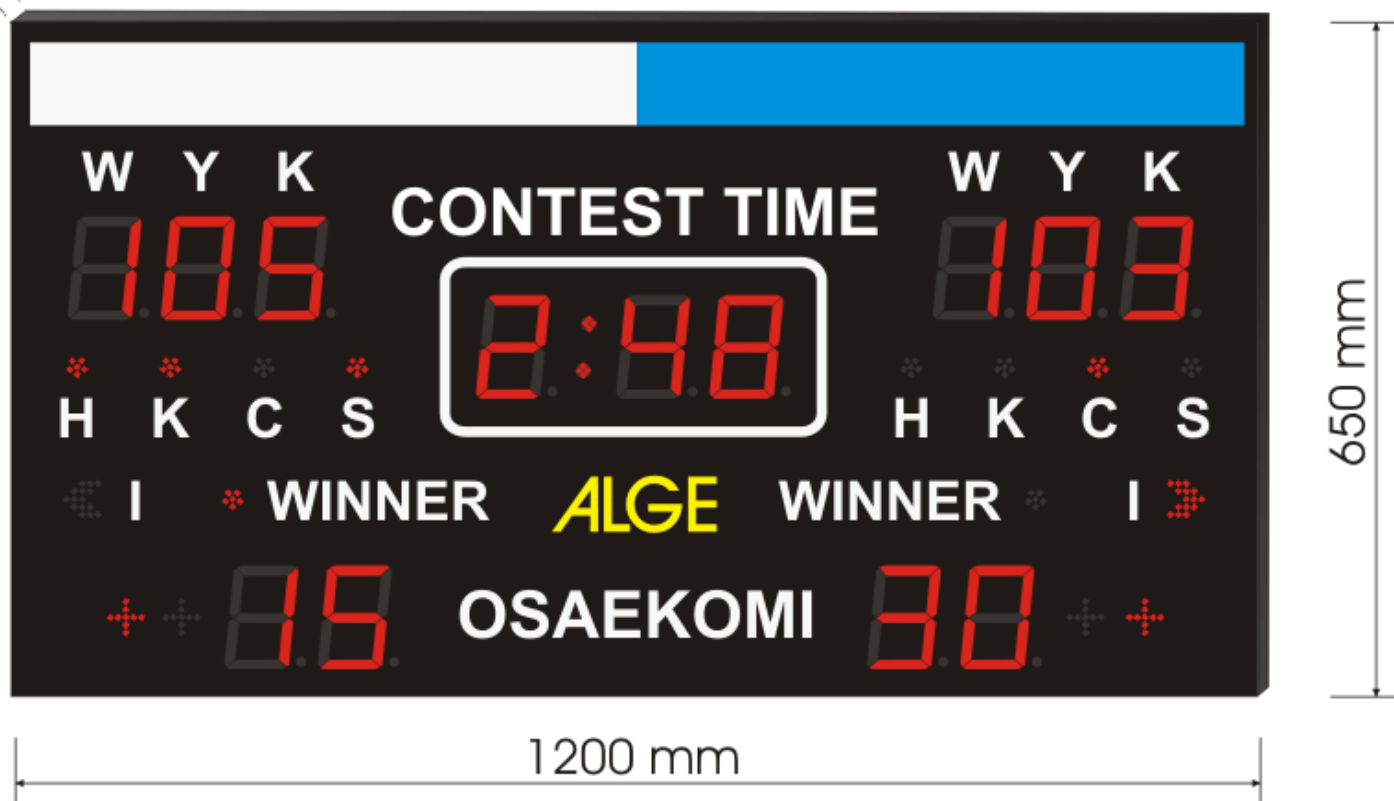 W Y K W Y K
CONTEST TIME
105 103
2:48
650 mm
H K C S H K C S
I WINNER ALGE WINNER I
15 OSAEKOMI 30
1200 mm